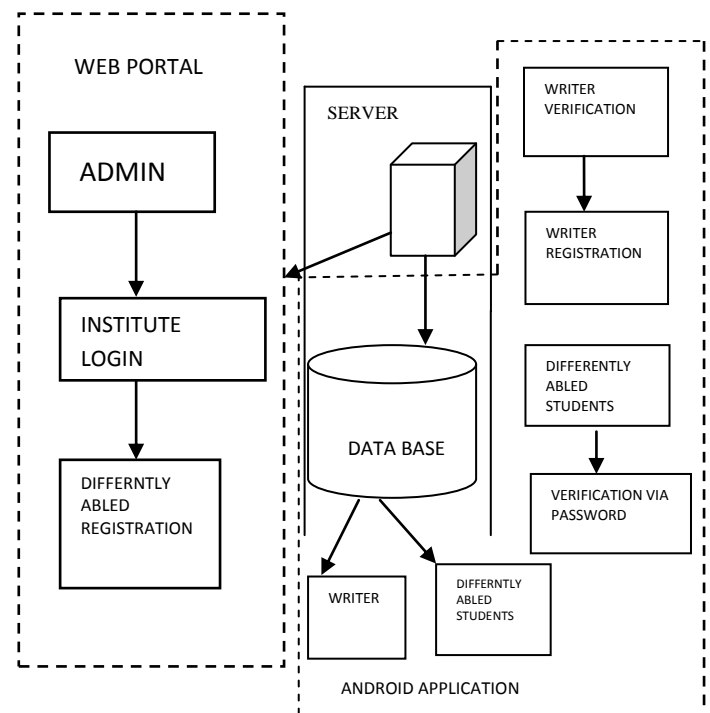 WEB PORTAL
ADMIN
INSTITUTE
LOGIN
DIFFERNTLY
ABLED
REGISTRATION
SERVER
DATA BASE
WRITER
DIFFERNTLY
ABLED
STUDENTS
WRITER
VERIFICATION
WRITER
REGISTRATION
DIFFERENTLY
ABLED
STUDENTS
VERIFICATION VIA
PASSWORD
ANDROID APPLICATION